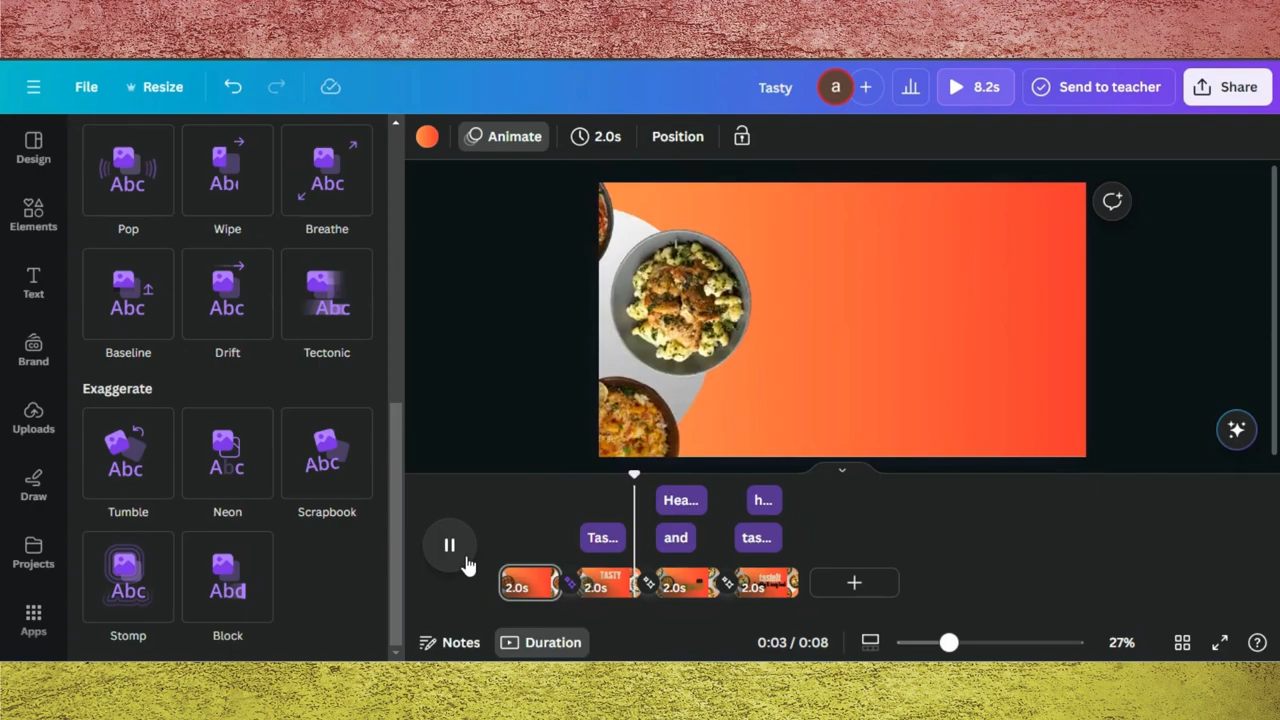 File
Resize
Tasty
a
8.2s
Send to teacher
Share
Design
Elements
Text
Brand
Uploads
Draw
Projects
Apps
Animate
2.0s
Position
Abc
Abc
Abc
Pop
Wipe
Breathe
Abc
Abc
Abc
Baseline
Drift
Tectonic
Exaggerate
Abc
Abc
Abc
Tumble
Neon
Scrapbook
Abc
Abc
Stomp
Block
Hea...
h...
Tas...
and
tas...
TASTY
2.0s
2.0s
2.0s
2.0s
Notes
Duration
0:03 / 0:08
27%